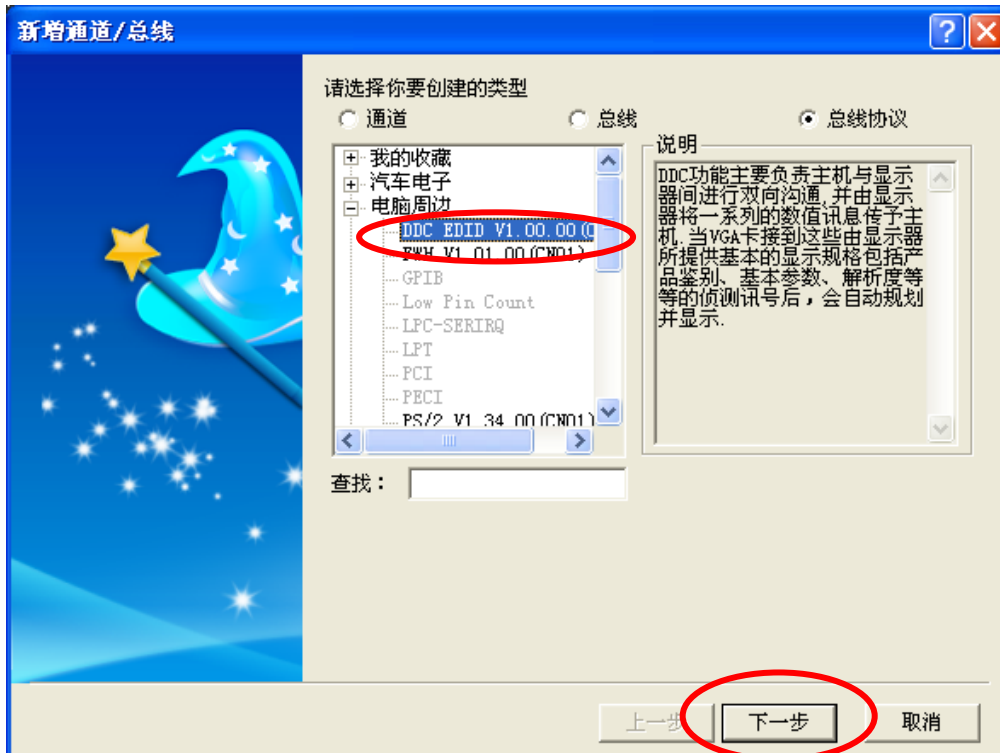 新增通道/总线
请选择你要创建的类型
通道
总线
总线协议
我的收藏
汽车电子
电脑周边
DDC EDID V1.00.00(C
PWM V1.01.00(CN01)
GPIB
Low Pin Count
LPC-SERIRQ
LPT
PCI
PECI
PS/2 V1.34.00(CN01)
说明
DDC功能主要负责主机与显示
器间进行双向沟通,并由显示
器将一系列的数值讯息传予主
机.当VGA卡接到这些由显示器
所提供基本的显示规格包括产
品鉴别、基本参数、解析度等
等的侦测讯号后，会自动规划
并显示.
查找：
上一步
下一步
取消